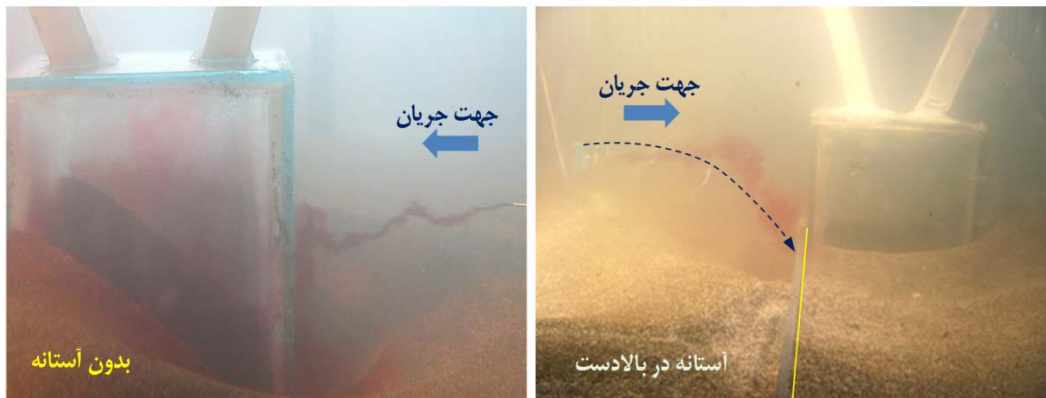 جهت جریان
بدون آستانه
جهت جریان
آستانه در بالادست